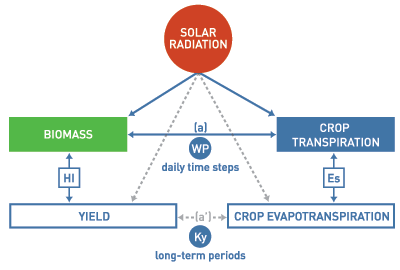 SOLAR
RADIATION
BIOMASS
(a)
WP
daily time steps
CROP
TRANSPIRATION
HI
Es
YIELD
(a')
Ky
long-term periods
CROP EVAPOTRANSPIRATION